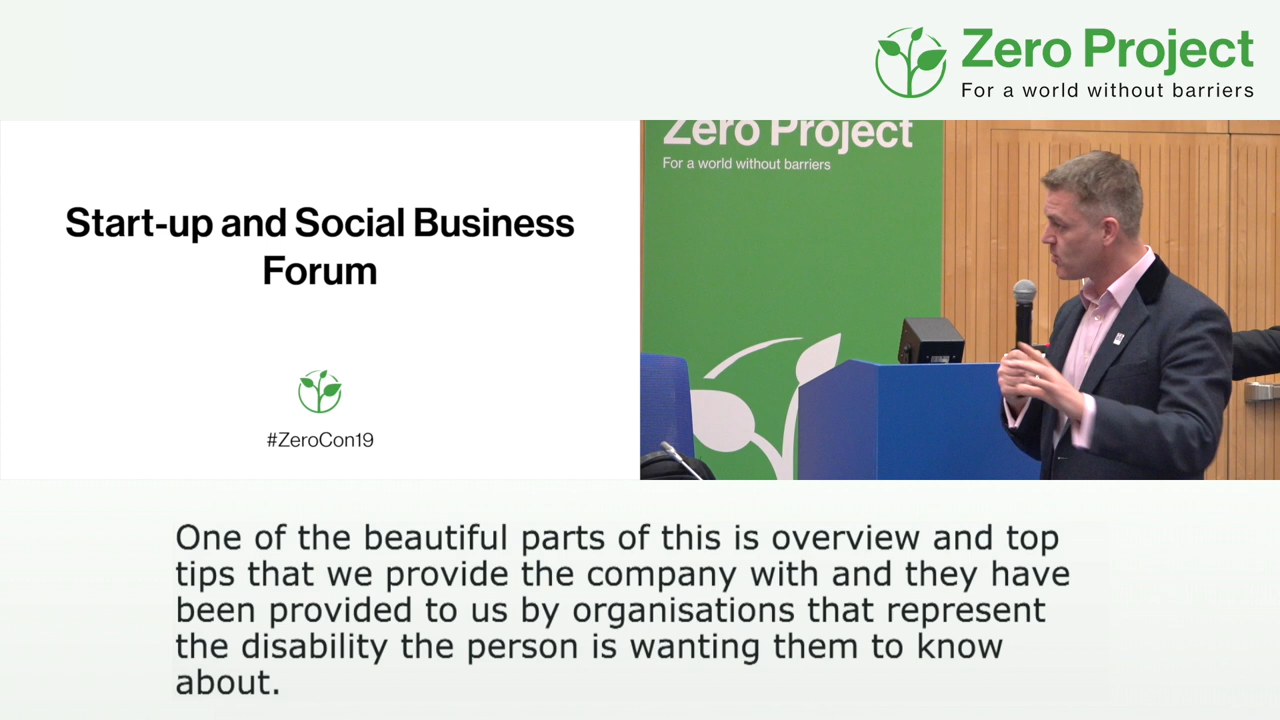 Zero Project
For a world without barriers
Start-up and Social Business
Forum
#ZeroCon19
Zero Project
For a world without barriers
One of the beautiful parts of this is overview and top
tips that we provide the company with and they have
been provided to us by organisations that represent
the disability the person is wanting them to know
about.